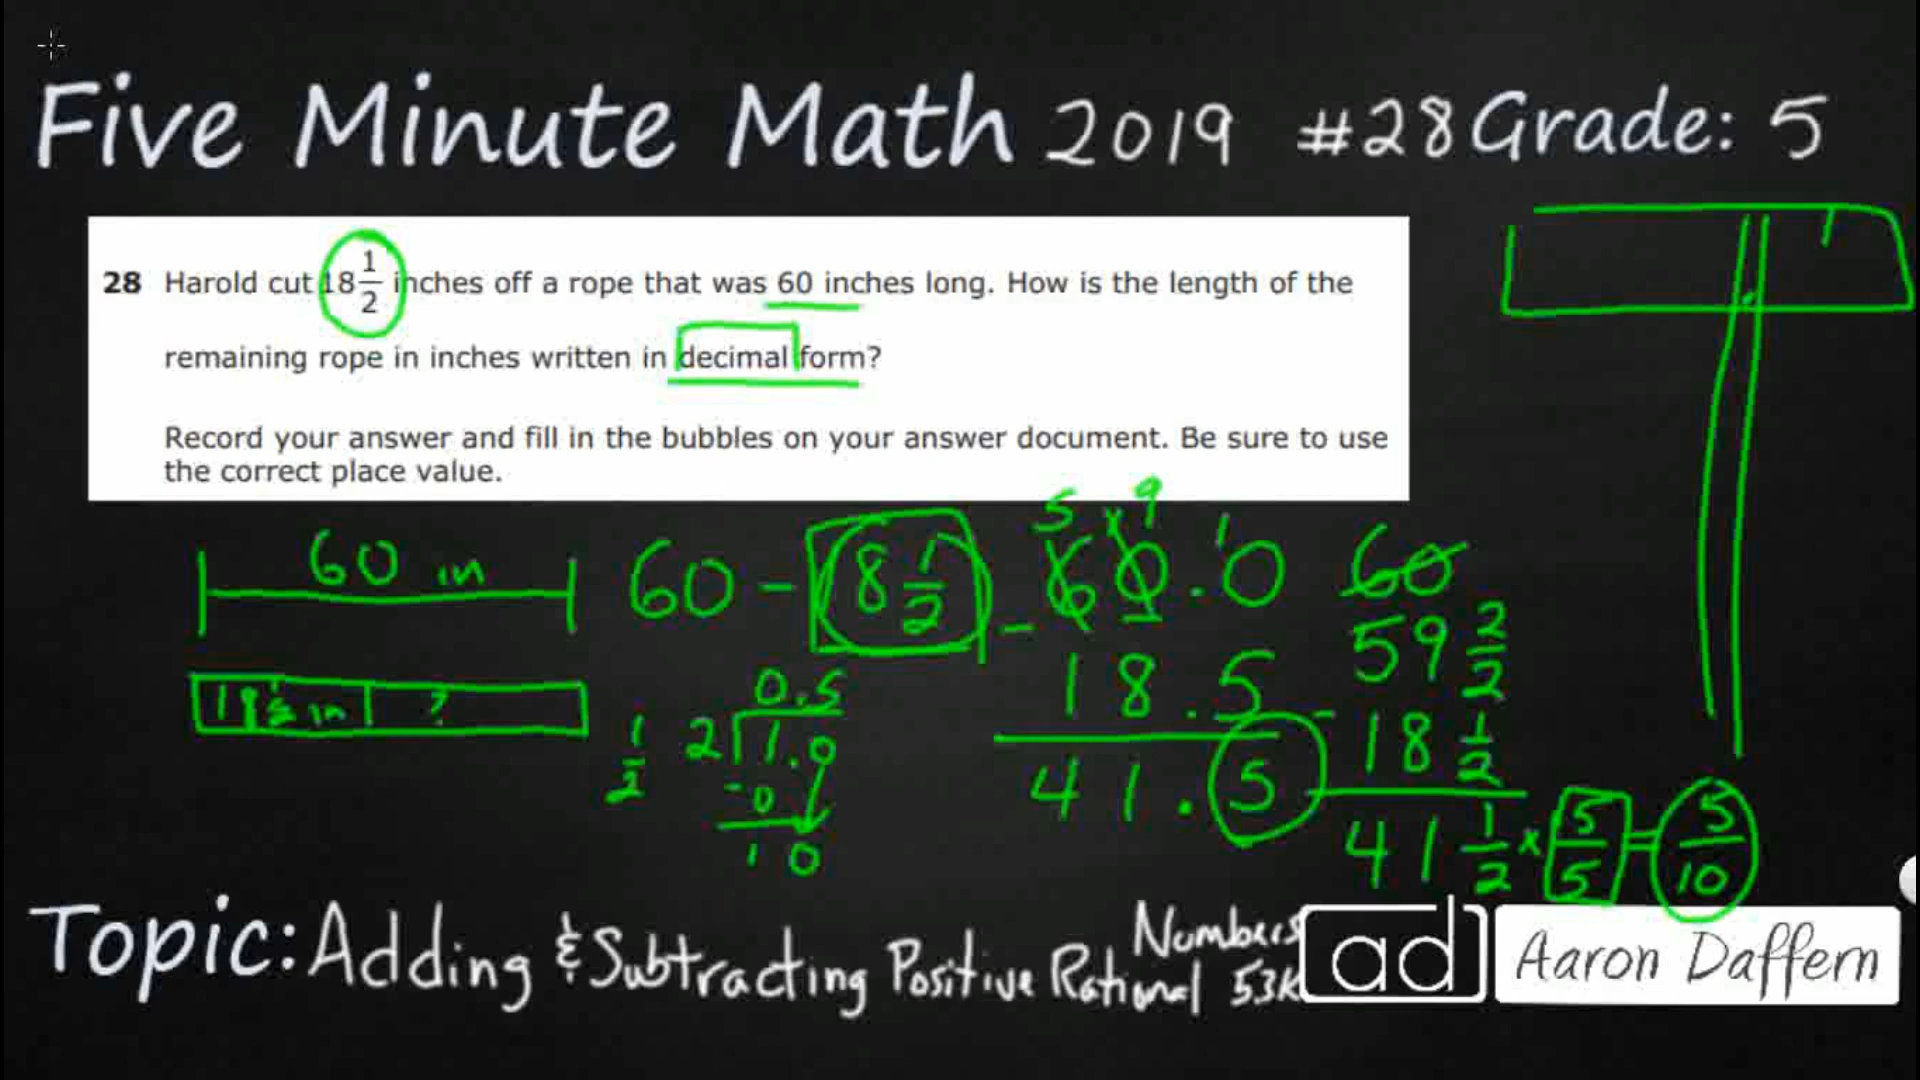 Five Minute Math 2019 #28 Grade: 5
28 Harold cut 18 1/2 inches off a rope that was 60 inches long. How is the length of the
remaining rope in inches written in decimal form?
Record your answer and fill in the bubbles on your answer document. Be sure to use
the correct place value.
60 in
18 1/2 in ?
60 - 18 1/2
1/2
0.5
2 1.0
-0
10
5 9 1
60.0
- 18.5
41.5
60
59 2/2
- 18 1/2
41 1/2 x 5/5 = 5/10
Topic: Adding & Subtracting Positive Rational Numbers 5.3K
ad Aaron Daffern